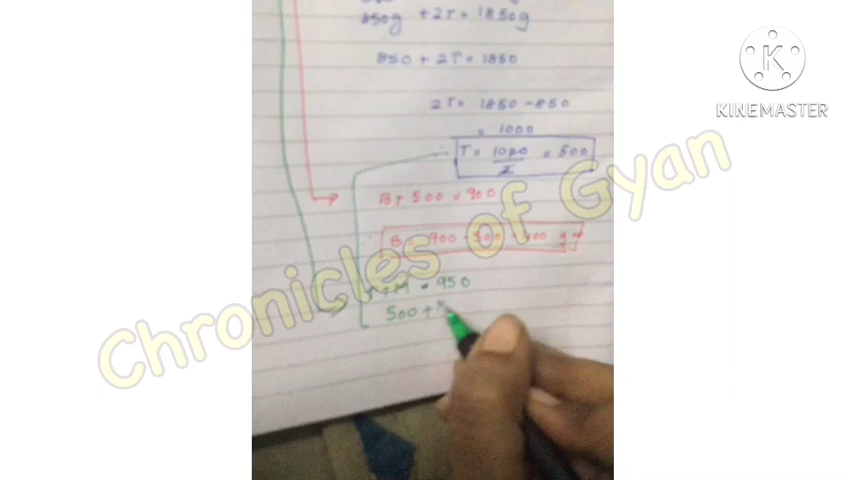 850g + 2T = 1850g
850 + 2T = 1850
2T = 1850 - 850
= 1000
T = 1000/2 = 500
B + 500 = 900
B = 900 - 500 = 400 gm
T + M = 950
500 +
Chronicles of Gyan
K
KINEMASTER